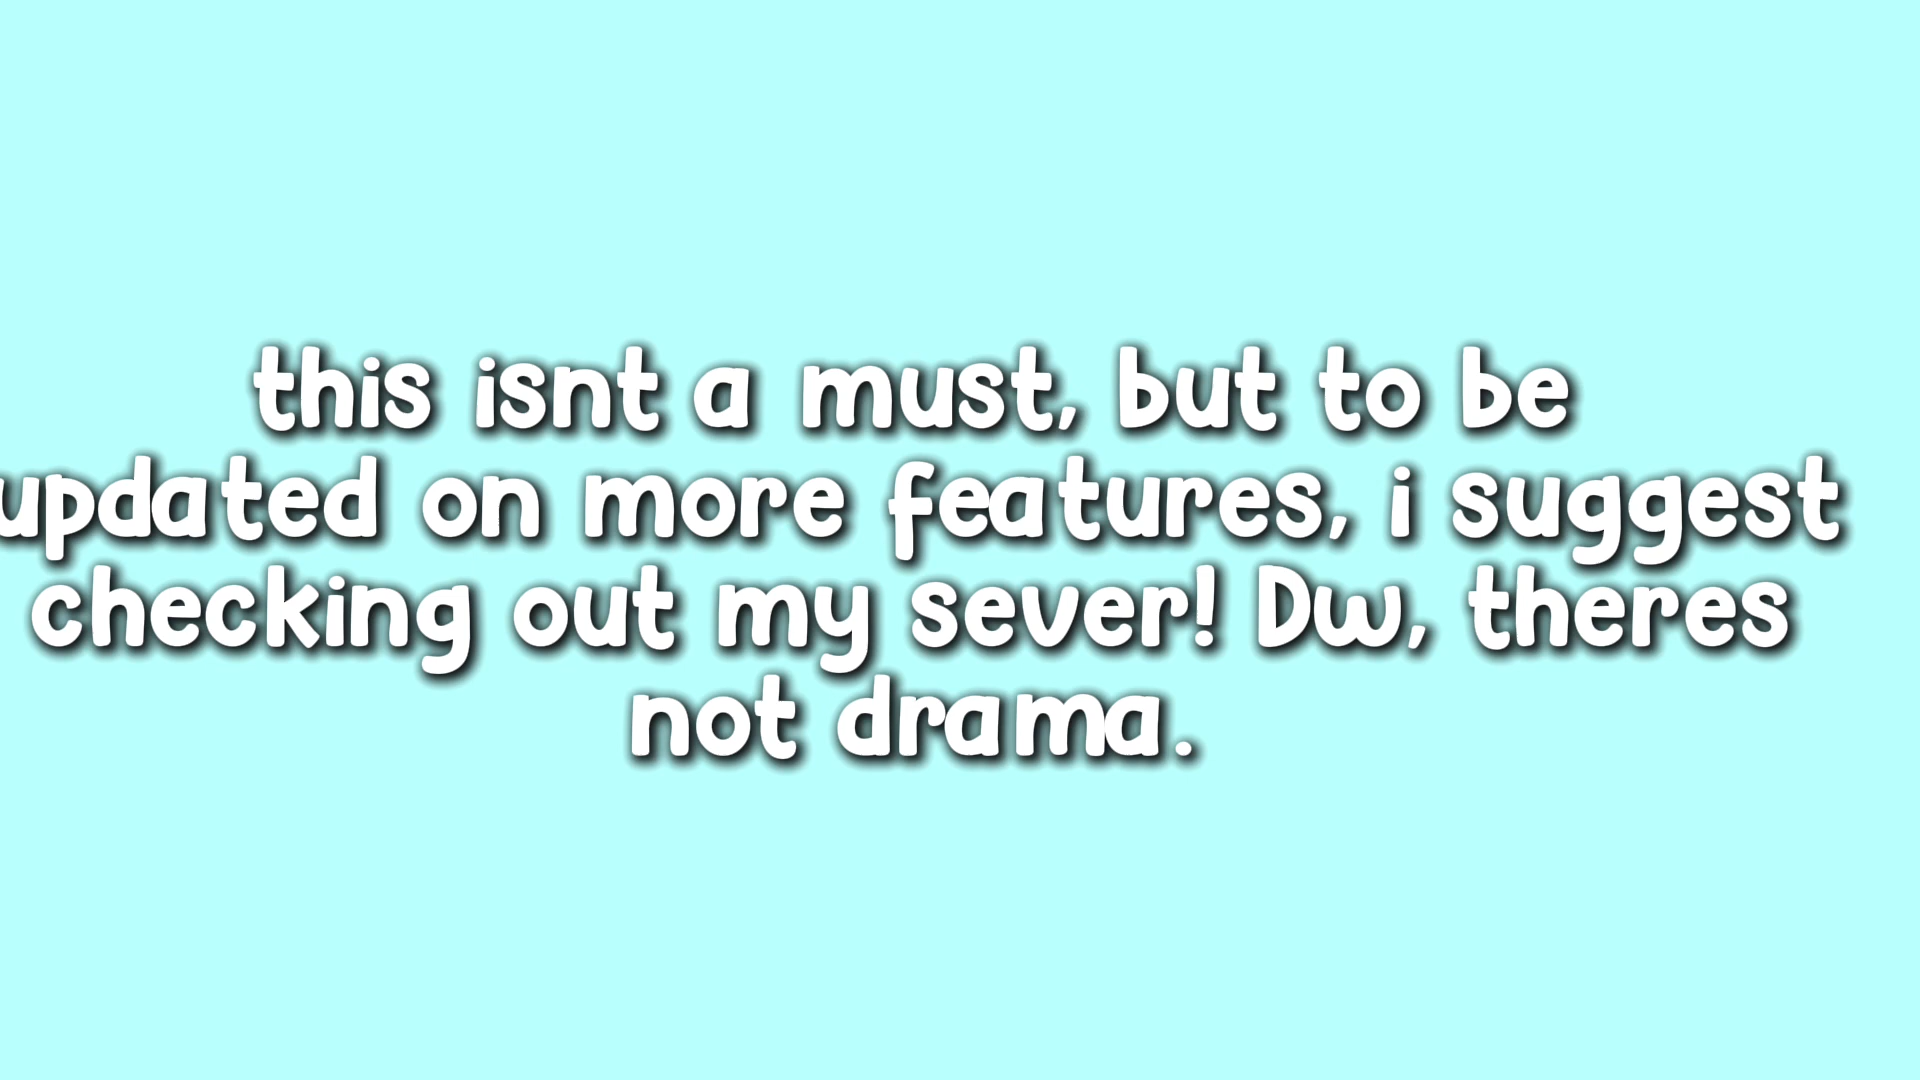 this isnt a must, but to be
updated on more features, i suggest
checking out my sever! Dw, theres
not drama.